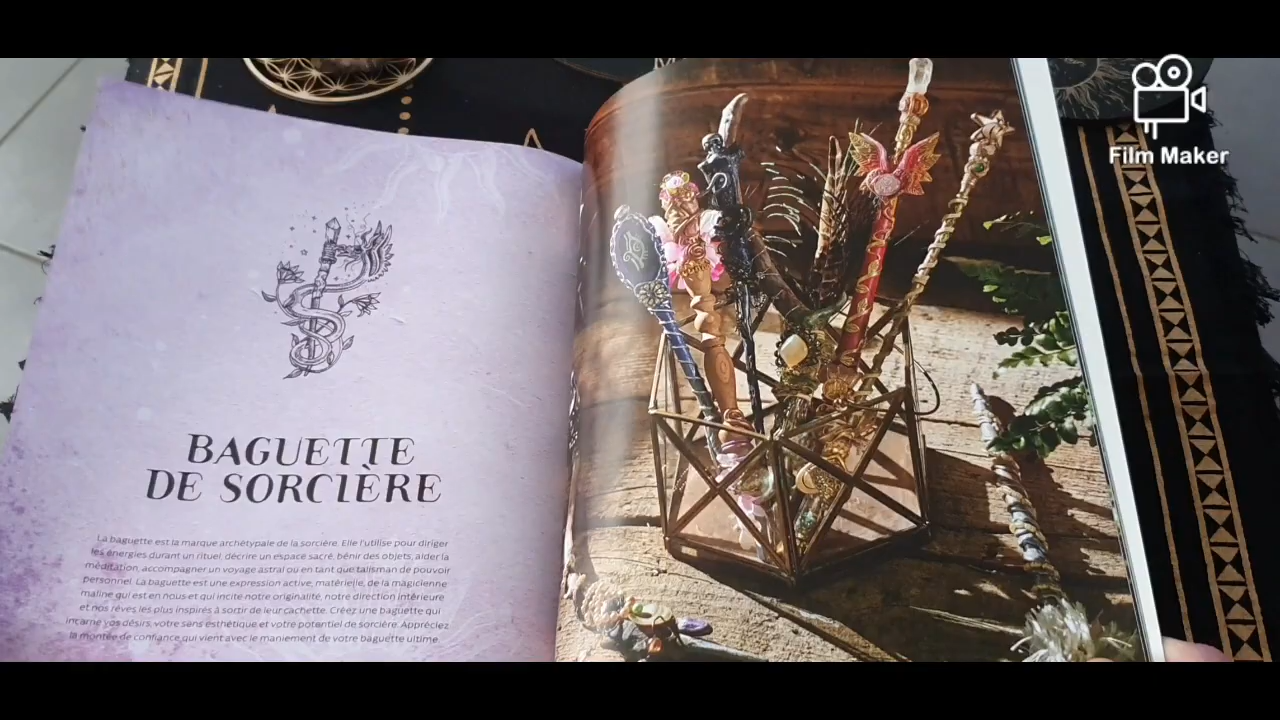 Film Maker
BAGUETTE
DE SORCIÈRE
La baguette est la marque archétypale de la sorcière. Elle l'utilise pour diriger
les énergies durant un rituel, décrire un espace sacré, bénir des objets, aider la
méditation, accompagner un voyage astral ou en tant que talisman de pouvoir
personnel. La baguette est une expression active, matérielle, de la magicienne
maline qui est en nous et qui incite notre originalité, notre direction intérieure
et nos rêves les plus inspirés à sortir de leur cachette. Créez une baguette qui
incarne vos désirs, votre sens esthétique et votre potentiel de sorcière. Appréciez
la montée de confiance qui vient avec le maniement de votre baguette ultime.